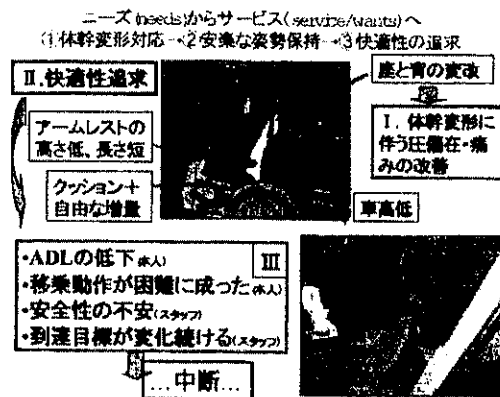 ニーズ(needs)からサービス(service/wants)へ
①体幹変形対応→②安楽な姿勢保持→③快適性の追求
II.快適性追求
座と背の変改
アームレストの
高さ低、長さ短
I.体幹変形に
伴う圧偏在・痛
みの改善
クッション+
自由な増量
車高低
III
・ADLの低下(本人)
・移乗動作が困難に成った(本人)
・安全性の不安(スタッフ)
・到達目標が変化続ける(スタッフ)
…中断…